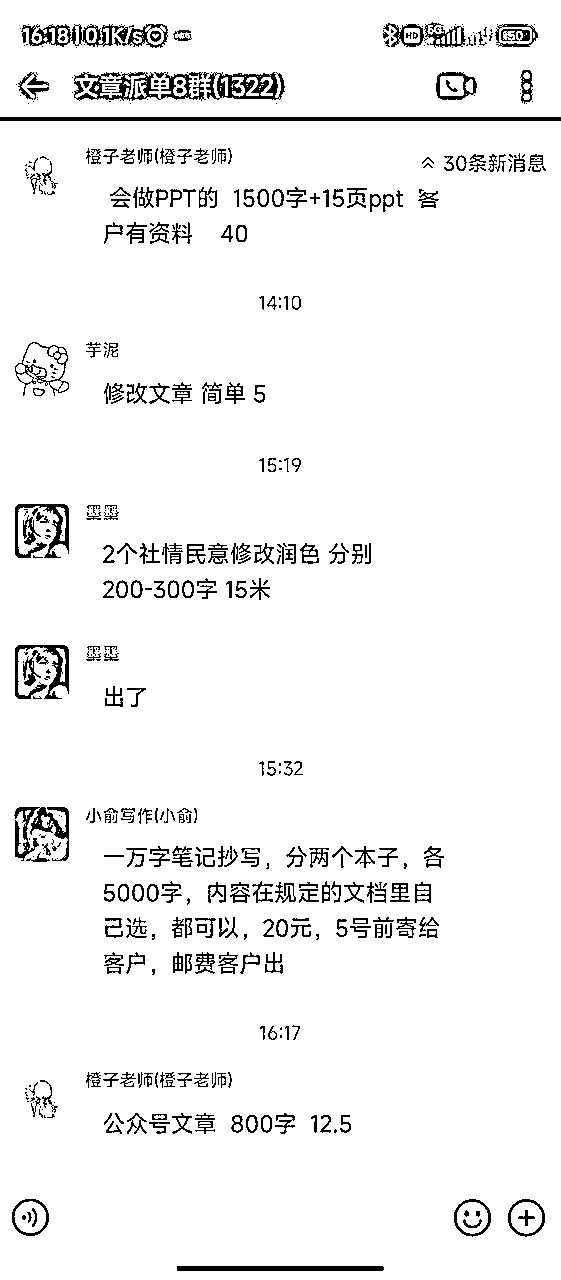 16:18 | 0.1K/s
HD 5G 50
文章派单8群(1322)
橙子老师(橙子老师)
30条新消息
会做PPT的 1500字+15页ppt 客
户有资料 40
14:10
芋泥
修改文章 简单 5
15:19
2个社情民意修改润色 分别
200-300字 15米
出了
15:32
小俞写作(小俞)
一万字笔记抄写，分两个本子，各
5000字，内容在规定的文档里自
己选，都可以，20元，5号前寄给
客户，邮费客户出
16:17
橙子老师(橙子老师)
公众号文章 800字 12.5